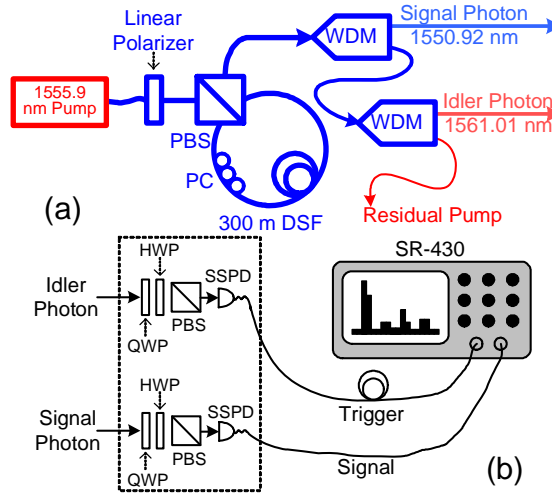 Linear
Polarizer
1555.9
nm Pump
PBS
PC
300 m DSF
WDM
Signal Photon
1550.92 nm
WDM
Idler Photon
1561.01 nm
Residual Pump
(a)
SR-430
HWP
Idler
Photon
SSPD
PBS
QWP
HWP
Signal
Photon
SSPD
PBS
QWP
Trigger
Signal
(b)